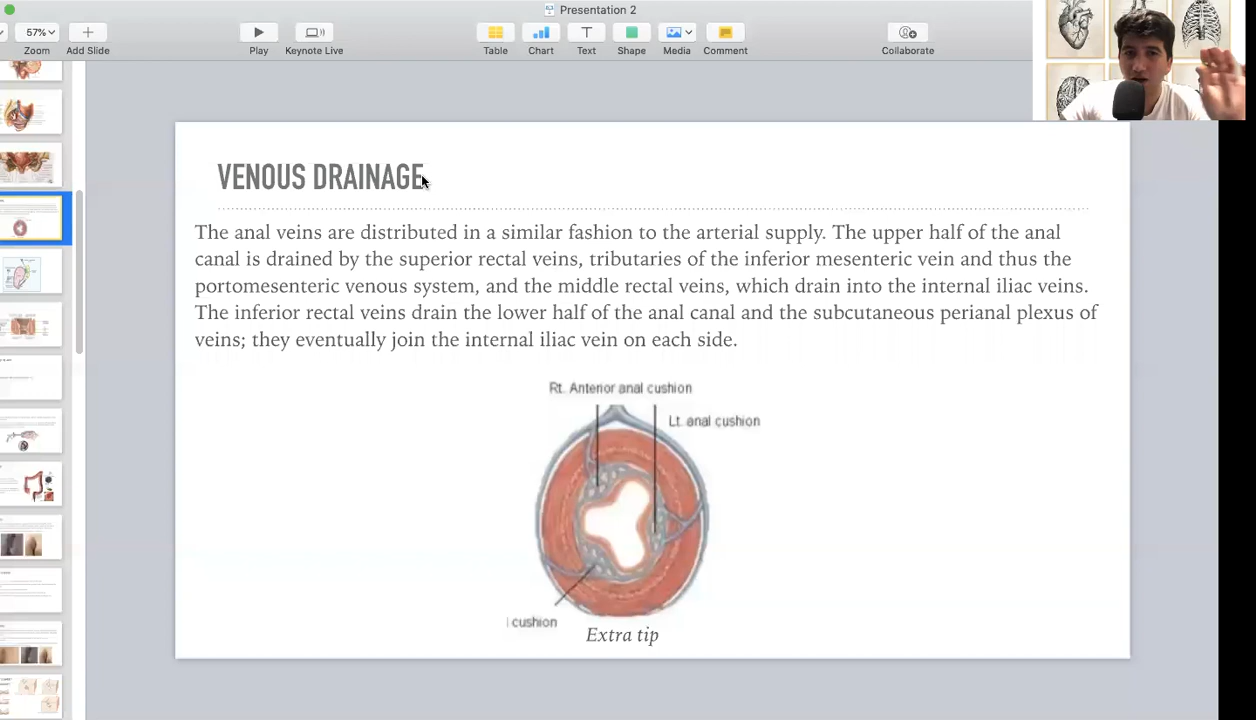 Presentation 2
57%
Zoom
Add Slide
Play
Keynote Live
Table
Chart
Text
Shape
Media
Comment
Collaborate
VENOUS DRAINAGE
The anal veins are distributed in a similar fashion to the arterial supply. The upper half of the anal
canal is drained by the superior rectal veins, tributaries of the inferior mesenteric vein and thus the
portomesenteric venous system, and the middle rectal veins, which drain into the internal iliac veins.
The inferior rectal veins drain the lower half of the anal canal and the subcutaneous perianal plexus of
veins; they eventually join the internal iliac vein on each side.
Rt. Anterior anal cushion
Lt. anal cushion
cushion
Extra tip